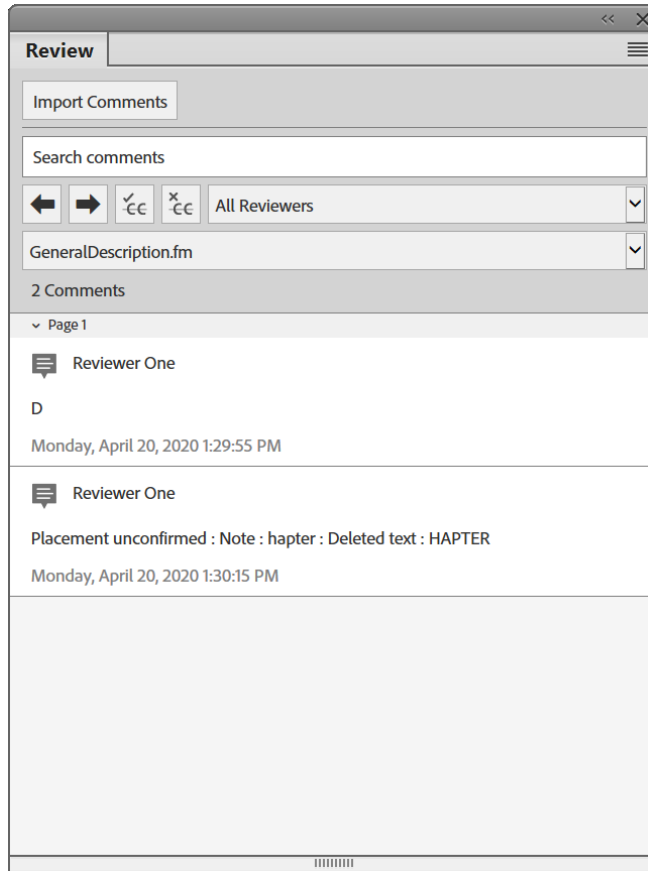 Review
Import Comments
Search comments
All Reviewers
GeneralDescription.fm
2 Comments
Page 1
Reviewer One
D
Monday, April 20, 2020 1:29:55 PM
Reviewer One
Placement unconfirmed : Note : hapter : Deleted text : HAPTER
Monday, April 20, 2020 1:30:15 PM